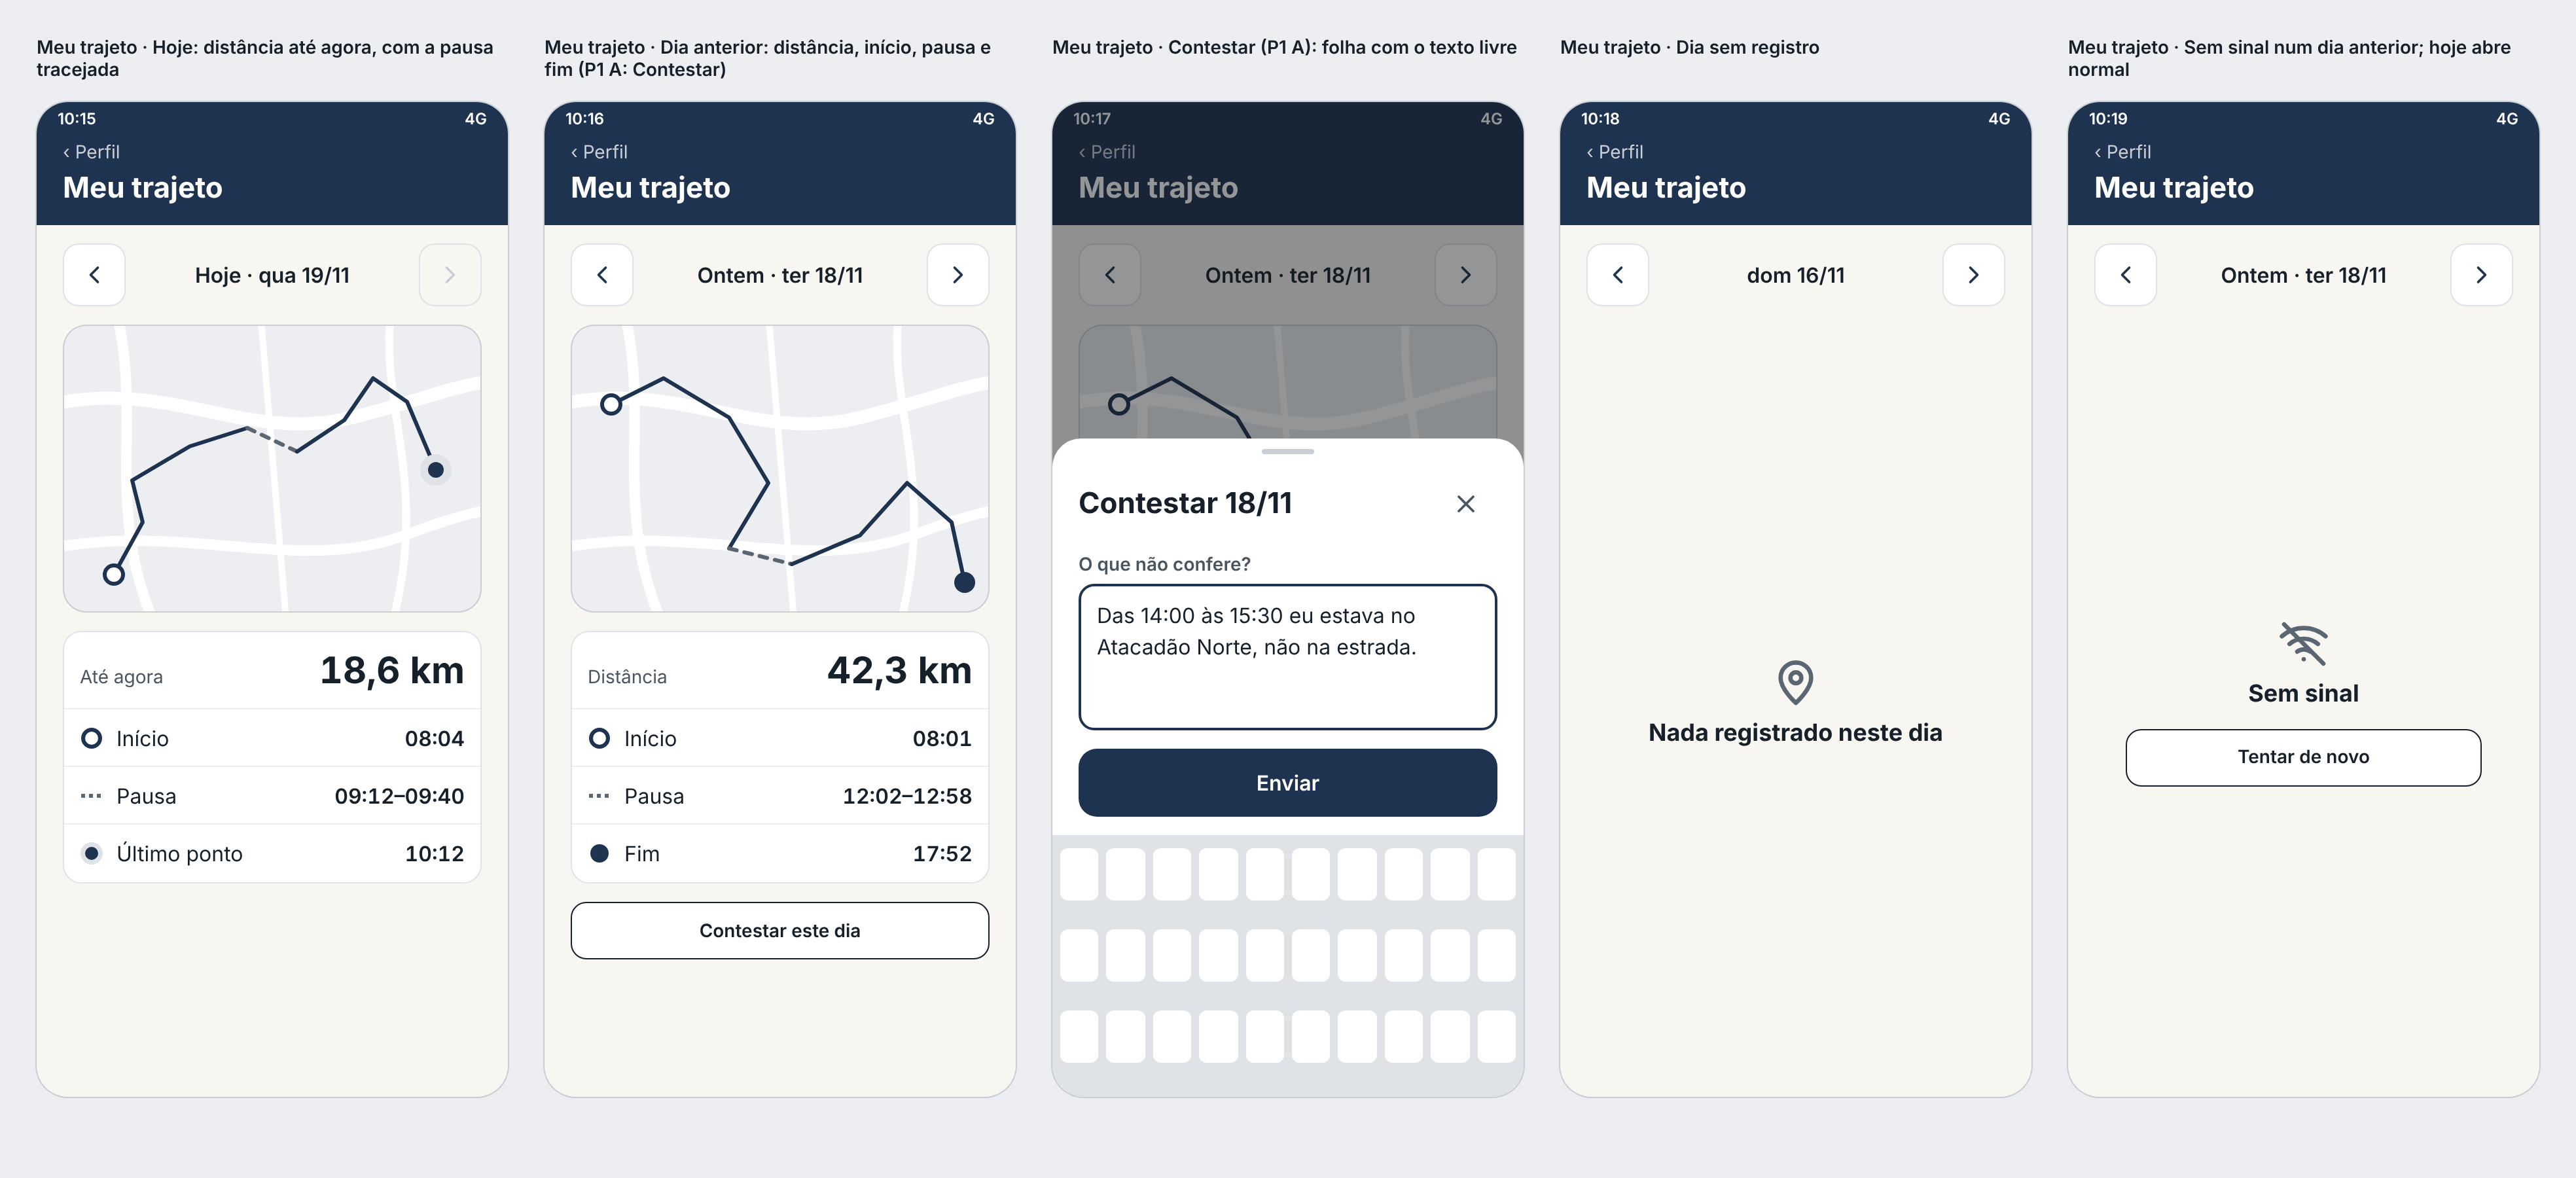 Meu trajeto · Hoje: distância até agora, com a pausa
tracejada
10:15
4G
‹ Perfil
Meu trajeto
Hoje · qua 19/11
Até agora
18,6 km
Início
08:04
Pausa
09:12–09:40
Último ponto
10:12
Meu trajeto · Dia anterior: distância, início, pausa e
fim (P1 A: Contestar)
10:16
4G
‹ Perfil
Meu trajeto
Ontem · ter 18/11
Distância
42,3 km
Início
08:01
Pausa
12:02–12:58
Fim
17:52
Contestar este dia
Meu trajeto · Contestar (P1 A): folha com o texto livre
10:17
4G
‹ Perfil
Meu trajeto
Ontem · ter 18/11
Contestar 18/11
O que não confere?
Das 14:00 às 15:30 eu estava no
Atacadão Norte, não na estrada.
Enviar
Meu trajeto · Dia sem registro
10:18
4G
‹ Perfil
Meu trajeto
dom 16/11
Nada registrado neste dia
Meu trajeto · Sem sinal num dia anterior; hoje abre
normal
10:19
4G
‹ Perfil
Meu trajeto
Ontem · ter 18/11
Sem sinal
Tentar de novo